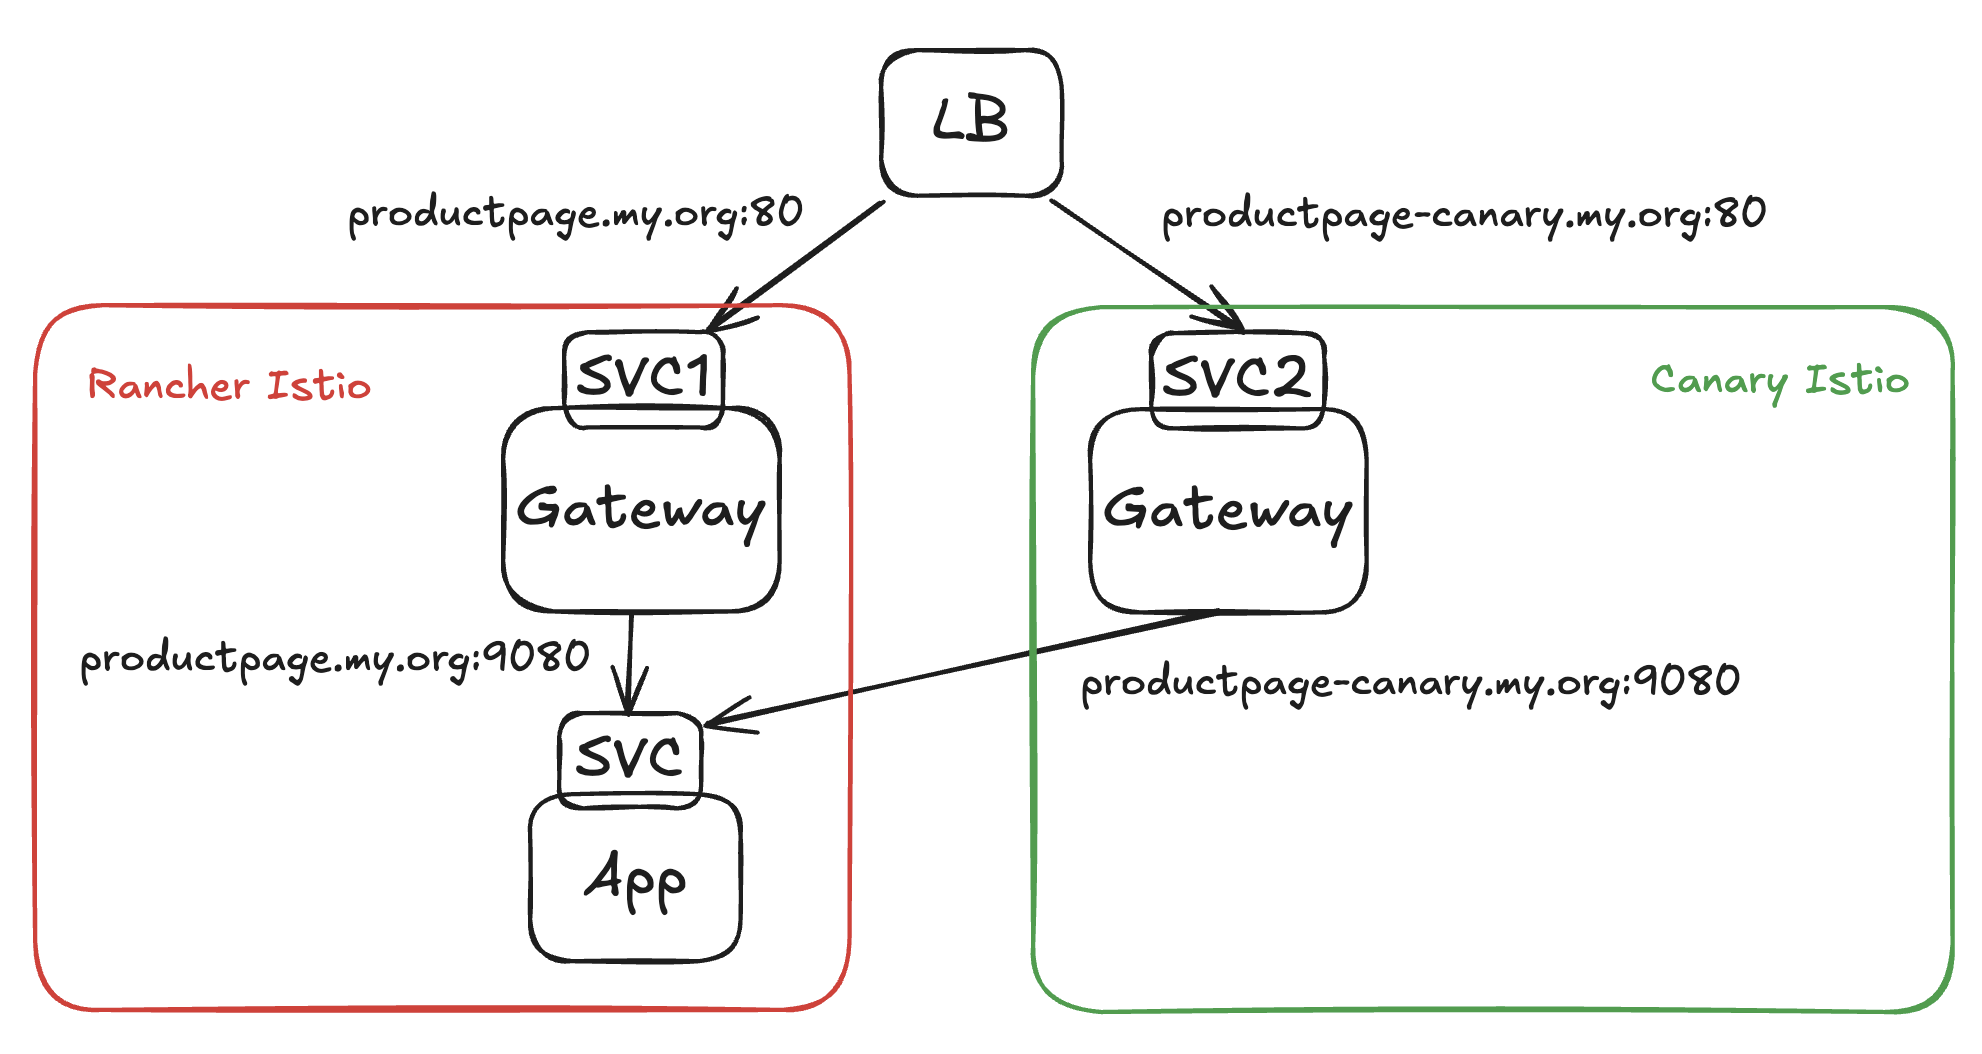 LB
productpage.my.org:80
productpage-canary.my.org:80
Rancher Istio
SVC1
SVC2
Canary Istio
Gateway
Gateway
productpage.my.org:9080
productpage-canary.my.org:9080
SVC
App